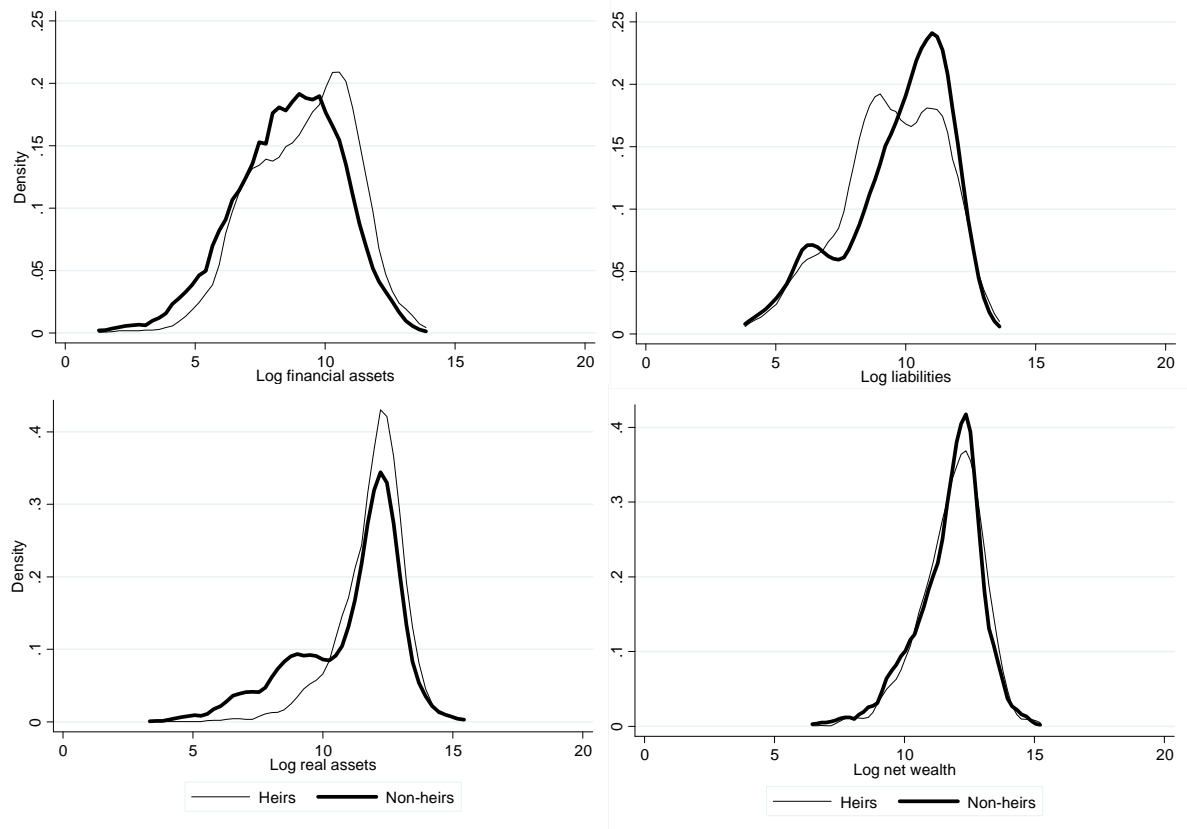 .25
.2
.15
.1
.05
0
Density
0 5 10 15 20
Log financial assets
.25
.2
.15
.1
.05
0
0 5 10 15 20
Log liabilities
.4
.3
.2
.1
0
Density
0 5 10 15 20
Log real assets
Heirs Non-heirs
.4
.3
.2
.1
0
0 5 10 15 20
Log net wealth
Heirs Non-heirs